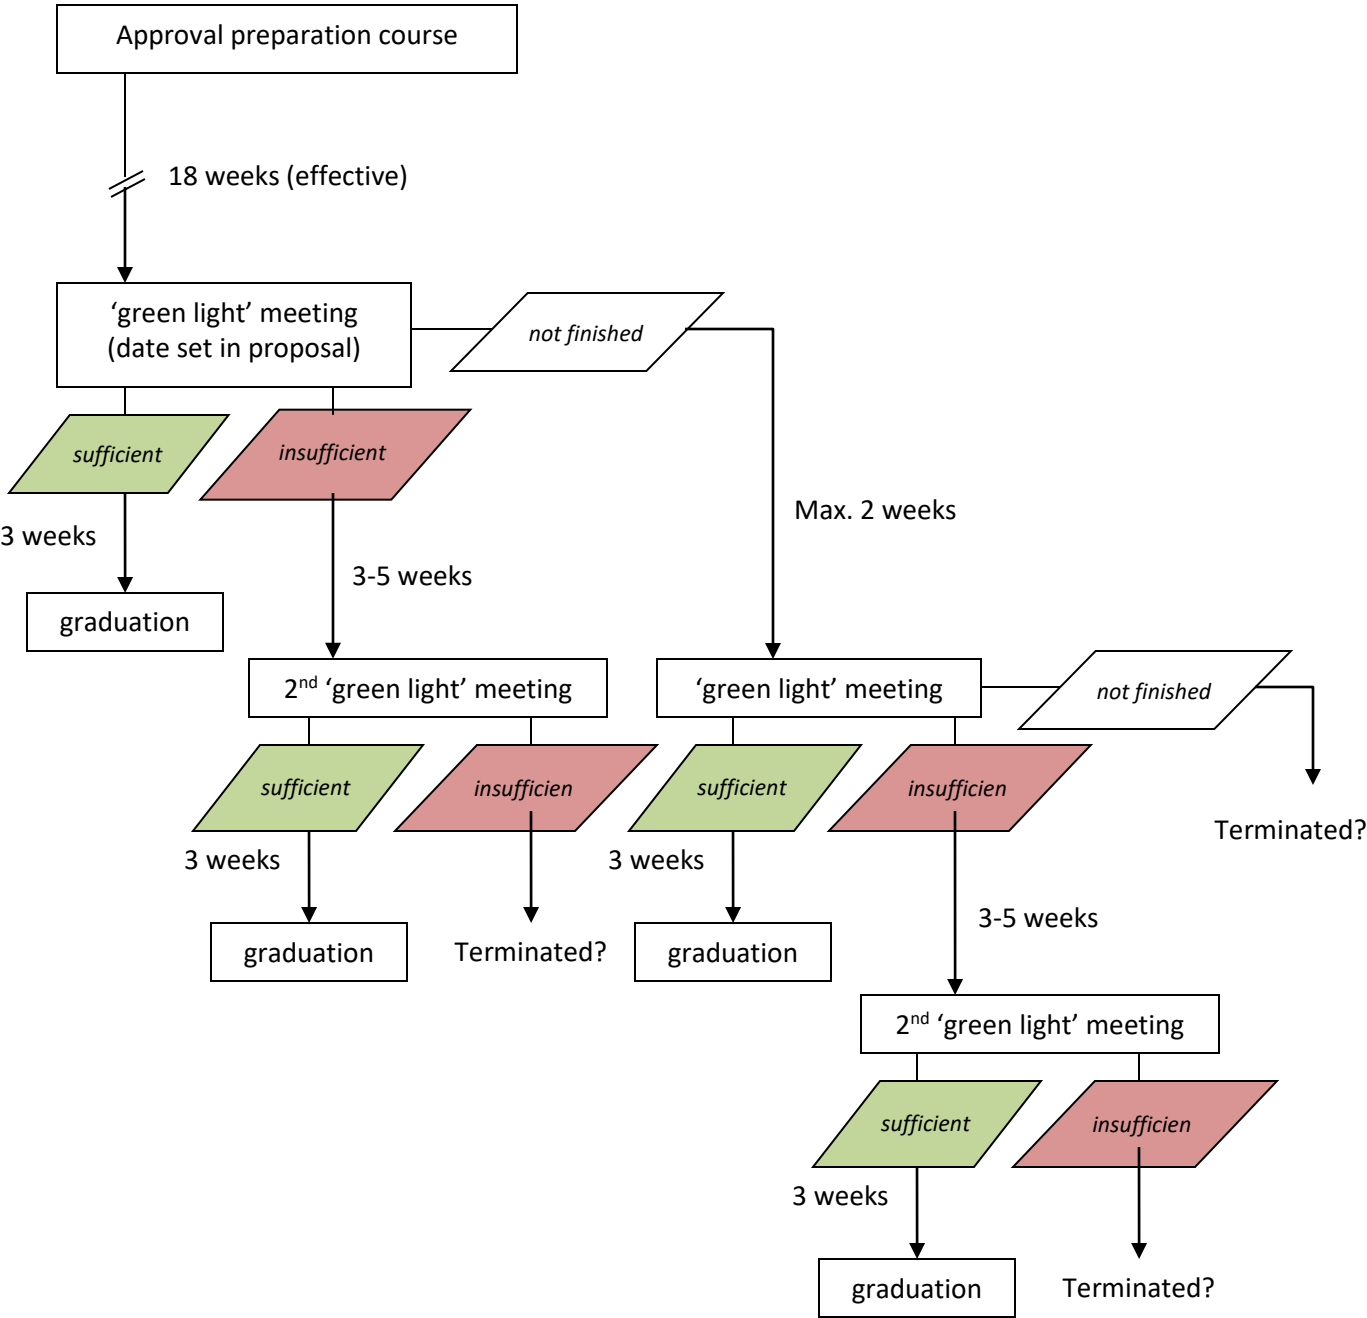 Approval preparation course
18 weeks (effective)
‘green light’ meeting
(date set in proposal)
not finished
sufficient
insufficient
Max. 2 weeks
3 weeks
3-5 weeks
graduation
2nd ‘green light’ meeting
‘green light’ meeting
not finished
sufficient
insufficien
sufficient
insufficien
Terminated?
3 weeks
3 weeks
3-5 weeks
graduation
Terminated?
graduation
2nd ‘green light’ meeting
sufficient
insufficien
3 weeks
graduation
Terminated?